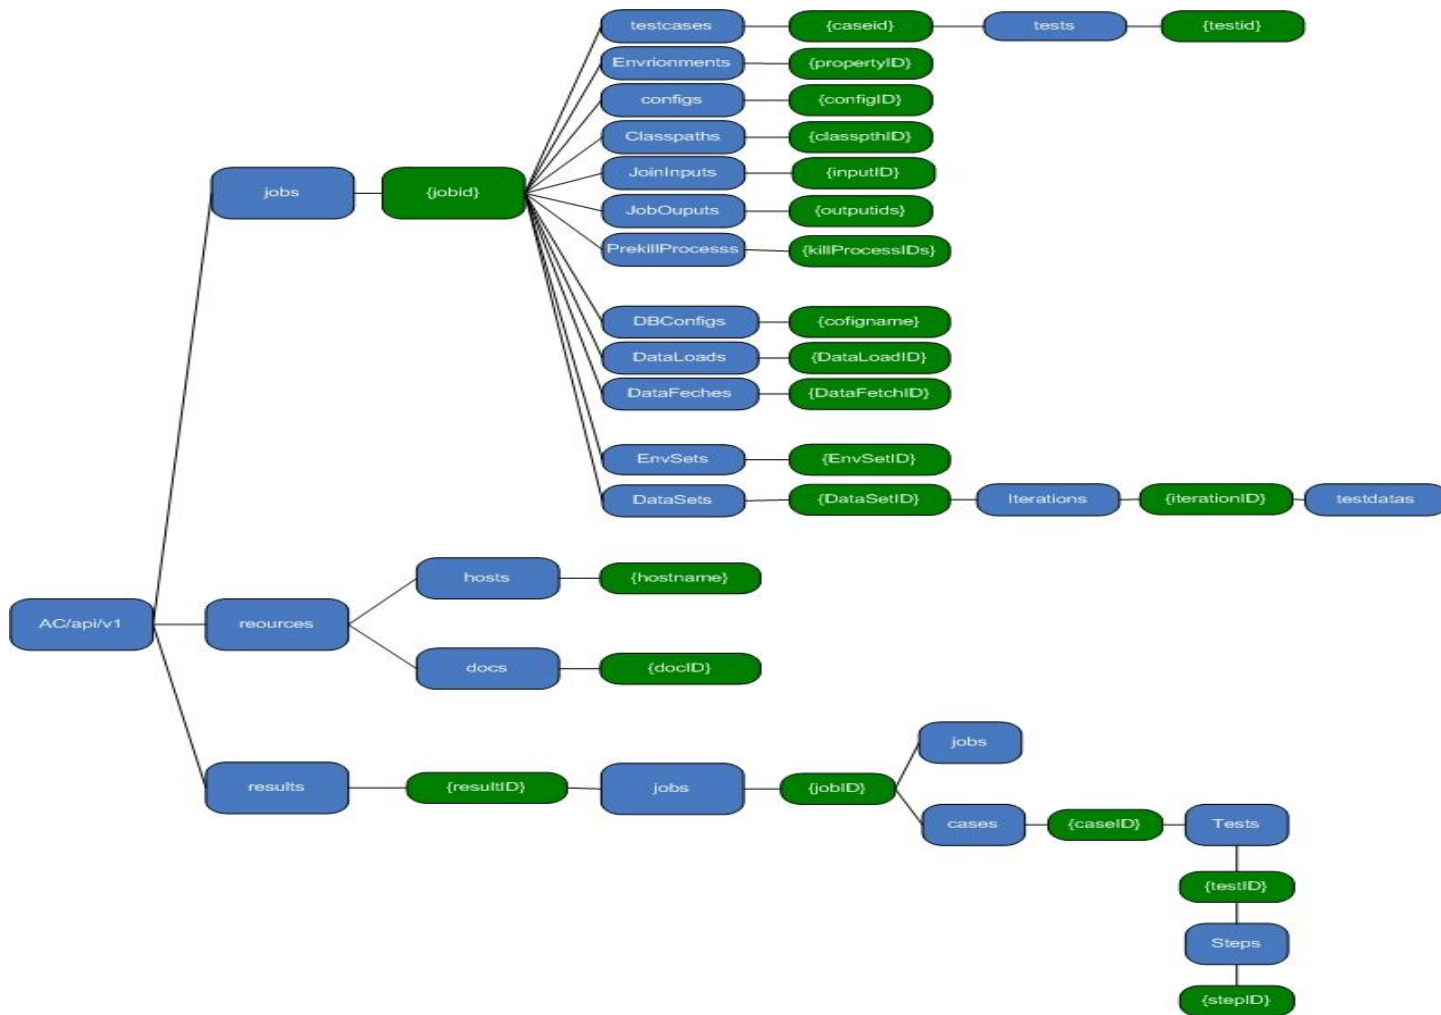 testcases {caseid} tests {testid}
Envrionments {propertyID}
configs {configID}
Classpaths {classpthID}
JoinInputs {inputID}
jobs {jobid}
JobOuputs {outputids}
PrekillProcesss {killProcessIDs}
DBConfigs {cofigname}
DataLoads {DataLoadID}
DataFeches {DataFetchID}
EnvSets {EnvSetID}
DataSets {DataSetID} Iterations {iterationID} testdatas
hosts {hostname}
AC/api/v1 reources
docs {docID}
jobs
results {resultID} jobs {jobID}
cases {caseID} Tests
{testID}
Steps
{stepID}